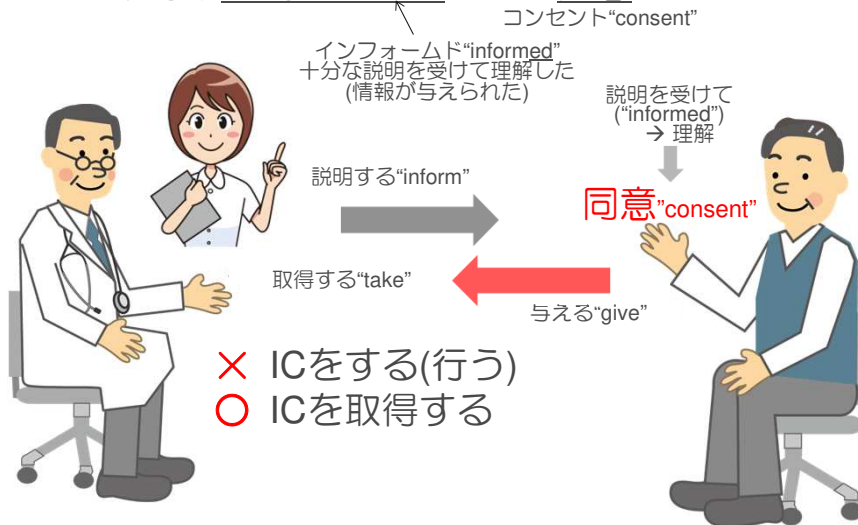 コンセント“consent”
インフォームド“informed”
十分な説明を受けて理解した
(情報が与えられた)
説明を受けて
(“informed”)
→ 理解
説明する“inform”
同意”consent”
取得する“take”
与える“give”
× ICをする(行う)
○ ICを取得する